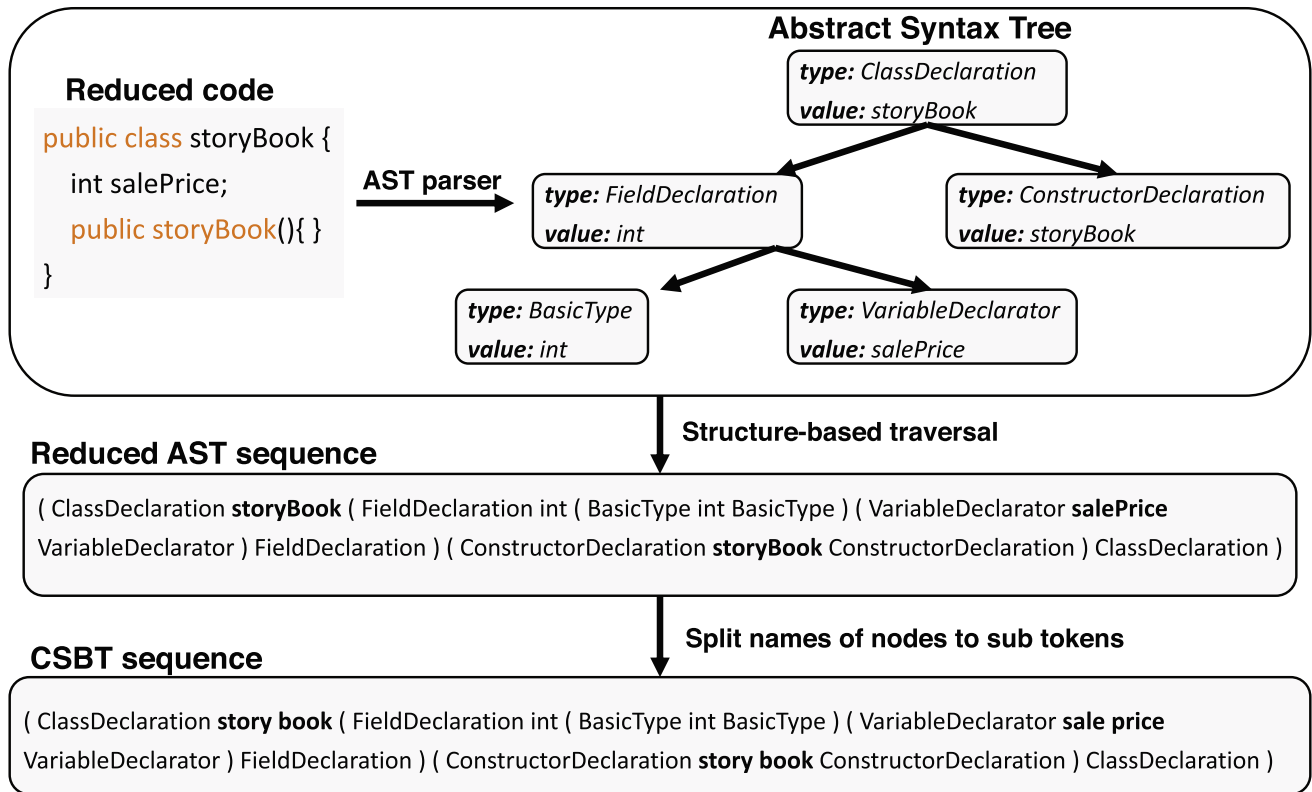 Abstract Syntax Tree
type: ClassDeclaration
value: storyBook
Reduced code
public class storyBook {
int salePrice;
public storyBook(){ }
}
AST parser
type: FieldDeclaration
value: int
type: ConstructorDeclaration
value: storyBook
type: BasicType
value: int
type: VariableDeclarator
value: salePrice
Structure-based traversal
Reduced AST sequence
( ClassDeclaration storyBook ( FieldDeclaration int ( BasicType int BasicType ) ( VariableDeclarator salePrice
VariableDeclarator ) FieldDeclaration ) ( ConstructorDeclaration storyBook ConstructorDeclaration ) ClassDeclaration )
Split names of nodes to sub tokens
CSBT sequence
( ClassDeclaration story book ( FieldDeclaration int ( BasicType int BasicType ) ( VariableDeclarator sale price
VariableDeclarator ) FieldDeclaration ) ( ConstructorDeclaration story book ConstructorDeclaration ) ClassDeclaration )